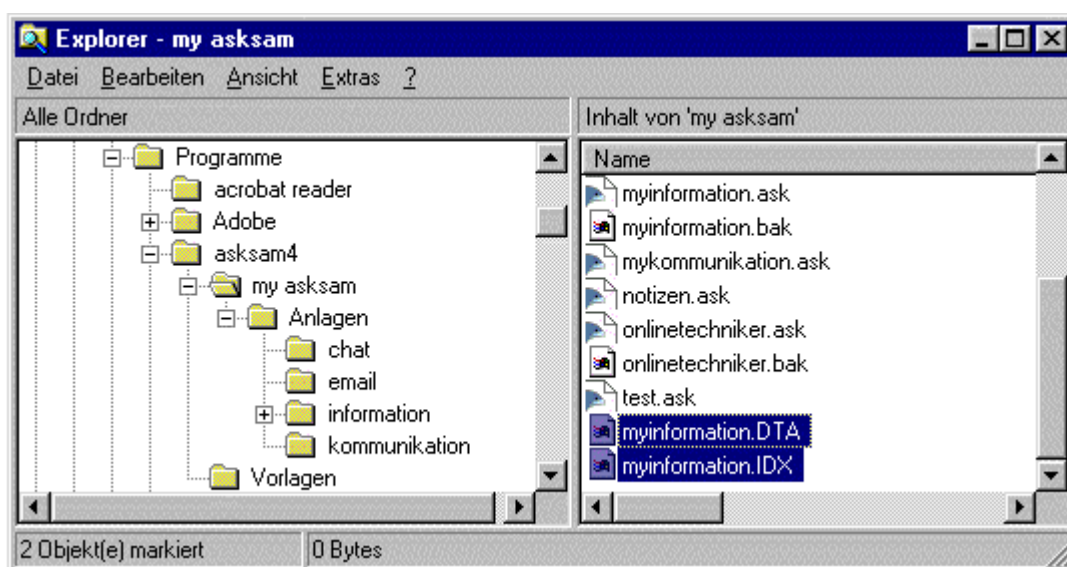 Explorer - my asksam
Datei Bearbeiten Ansicht Extras ?
Alle Ordner
Programme
acrobat reader
Adobe
asksam4
my asksam
Anlagen
chat
email
information
kommunikation
Vorlagen
Inhalt von 'my asksam'
Name
myinformation.ask
myinformation.bak
mykommunikation.ask
notizen.ask
onlinetechniker.ask
onlinetechniker.bak
test.ask
myinformation.DTA
myinformation.IDX
2 Objekt(e) markiert
0 Bytes